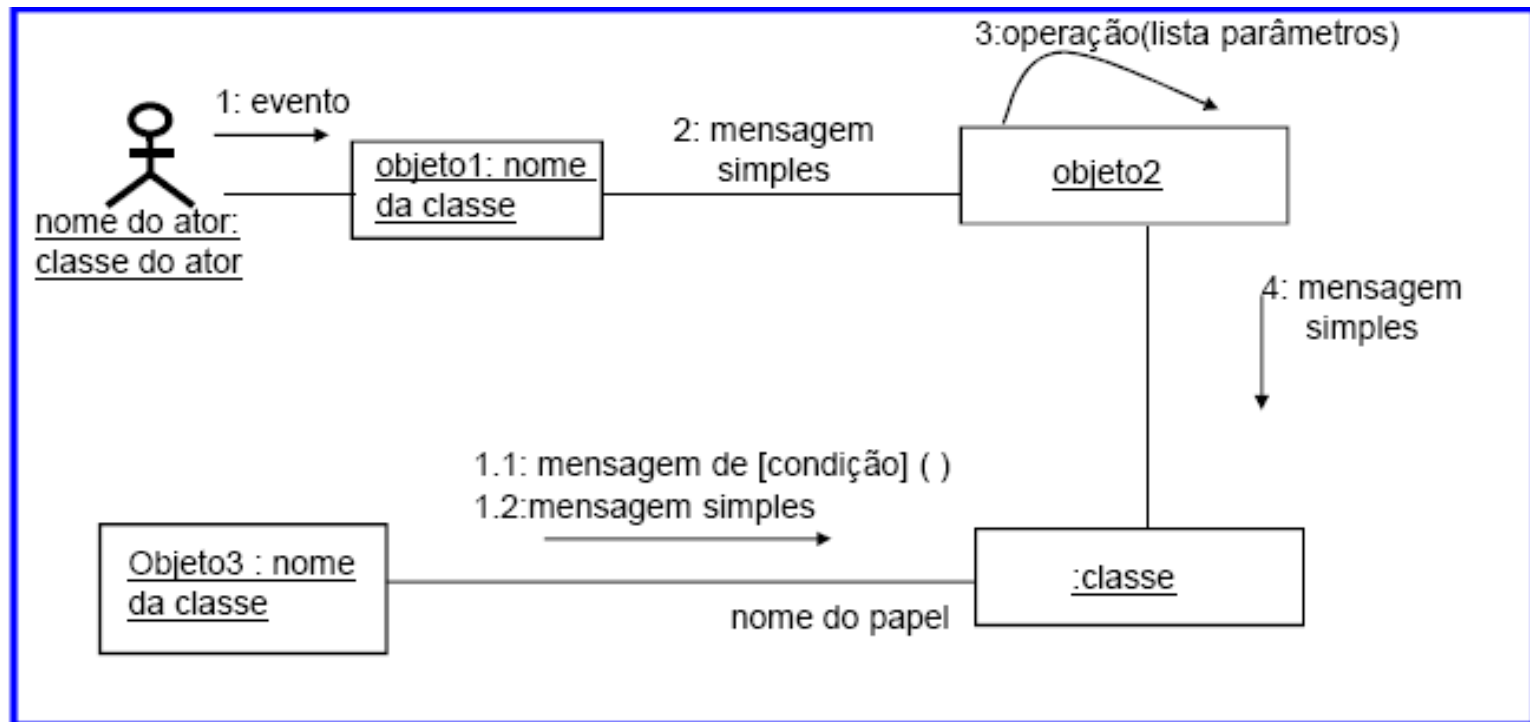 3:operação(lista parâmetros)
1: evento
2: mensagem
simples
objeto1: nome
da classe
objeto2
nome do ator:
classe do ator
4: mensagem
simples
1.1: mensagem de [condição] ( )
1.2:mensagem simples
Objeto3 : nome
da classe
:classe
nome do papel